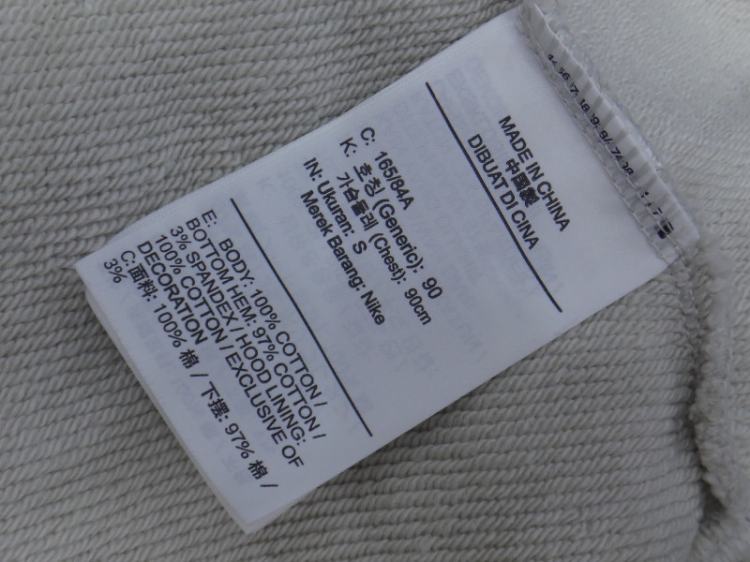 MADE IN CHINA
中國製
DIBUAT DI CINA
C: 165/84A
K: 호칭 (Generic): 90
가슴둘레 (Chest): 90cm
IN: Ukuran: S
Merek Barang: Nike
E: BODY: 100% COTTON /
BOTTOM HEM: 97% COTTON /
3% SPANDEX / HOOD LINING:
100% COTTON / EXCLUSIVE OF
DECORATION
C: 面料: 100% 棉 / 下摆: 97% 棉 /
3%